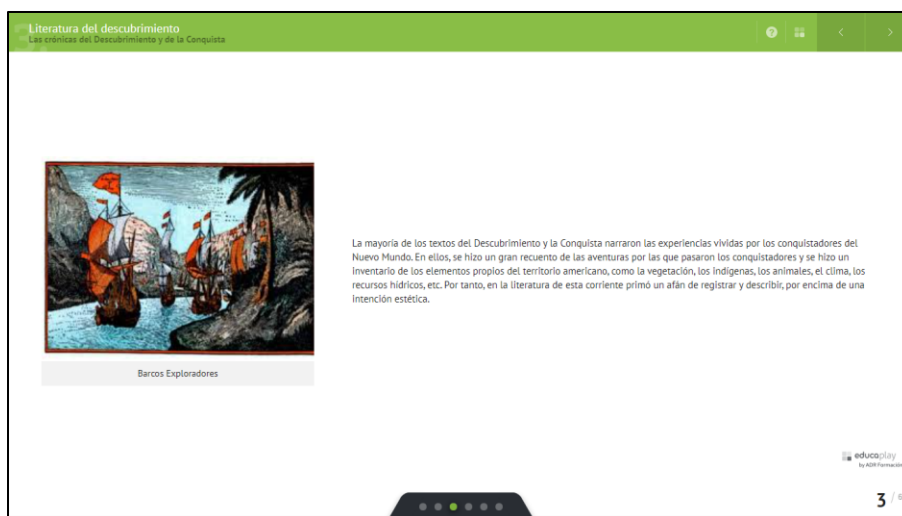 Literatura del descubrimiento
Las crónicas del Descubrimiento y de la Conquista
La mayoría de los textos del Descubrimiento y la Conquista narraron las experiencias vividas por los conquistadores del
Nuevo Mundo. En ellos, se hizo un gran recuento de las aventuras por las que pasaron los conquistadores y se hizo un
inventario de los elementos propios del territorio americano, como la vegetación, los indígenas, los animales, el clima, los
recursos hídricos, etc. Por tanto, en la literatura de esta corriente primó un afán de registrar y describir, por encima de una
intención estética.
Barcos Exploradores
educaplay
by ADR Formación
3 / 6